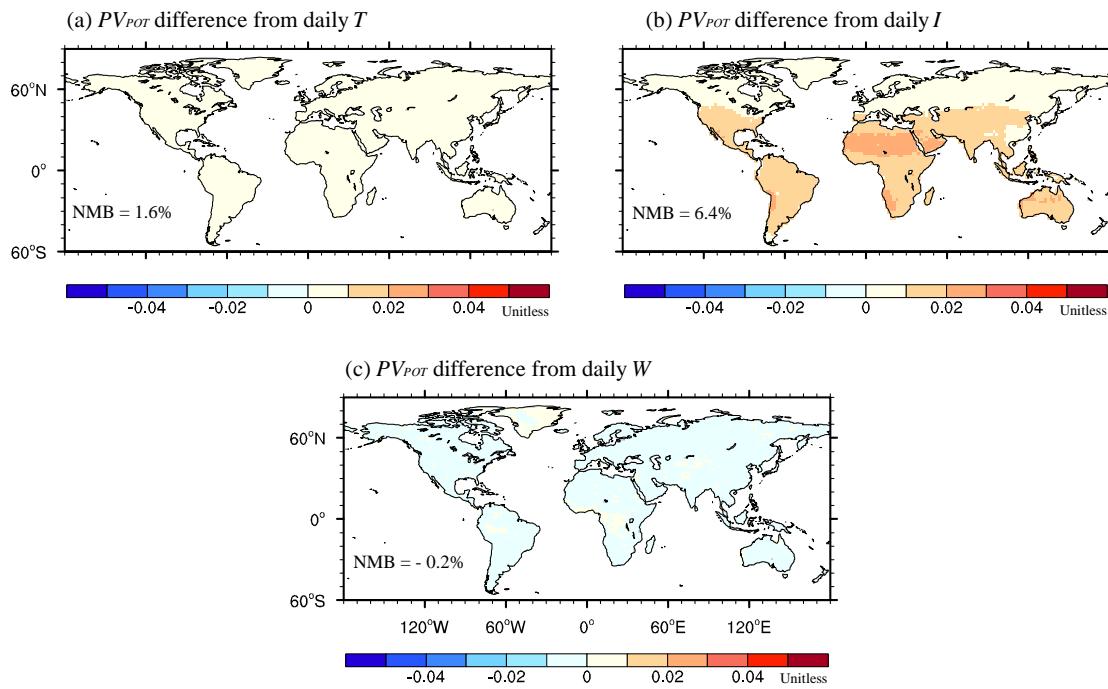 (a) PVPOT difference from daily T
(b) PVPOT difference from daily I
60°N
0°
60°S
NMB = 1.6%
NMB = 6.4%
-0.04 -0.02 0 0.02 0.04 Unitless
-0.04 -0.02 0 0.02 0.04 Unitless
(c) PVPOT difference from daily W
60°N
0°
60°S
NMB = - 0.2%
120°W 60°W 0° 60°E 120°E
-0.04 -0.02 0 0.02 0.04 Unitless